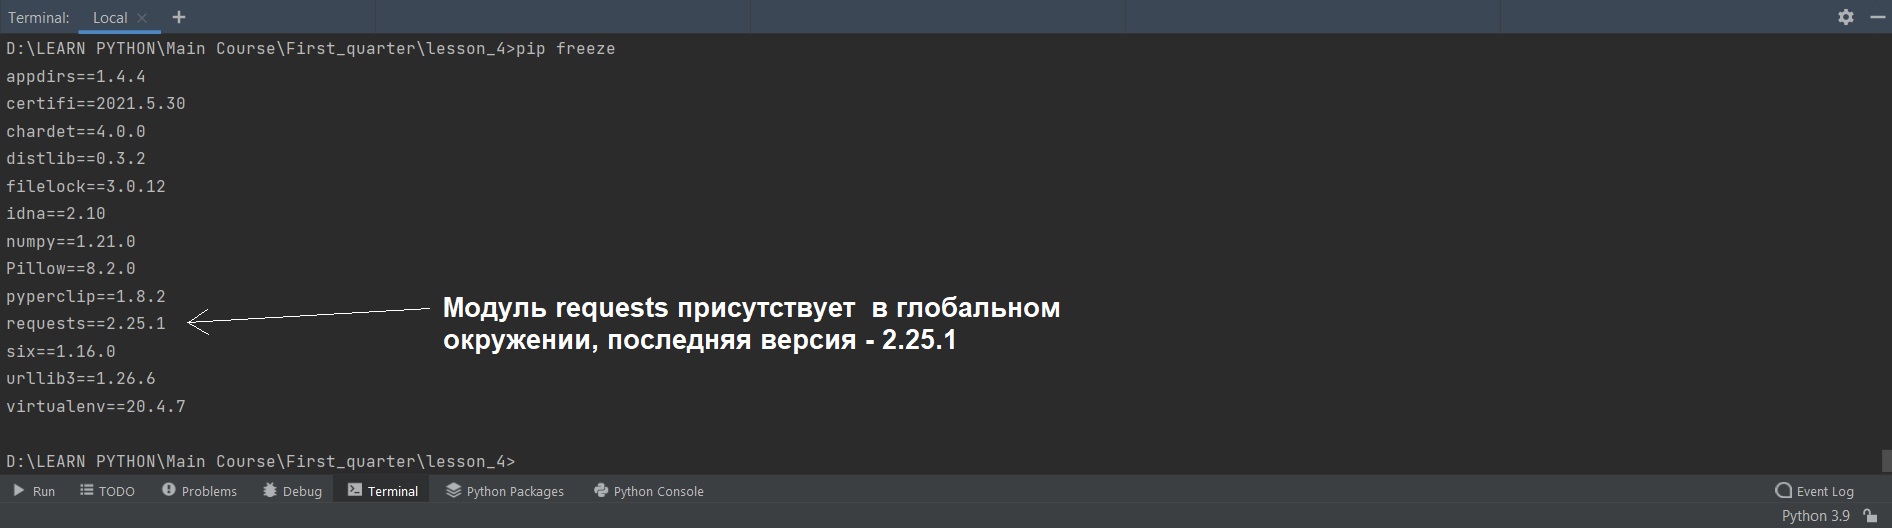 Terminal: Local × +
D:\LEARN PYTHON\Main Course\First_quarter\lesson_4>pip freeze
appdirs==1.4.4
certifi==2021.5.30
chardet==4.0.0
distlib==0.3.2
filelock==3.0.12
idna==2.10
numpy==1.21.0
Pillow==8.2.0
pyperclip==1.8.2
requests==2.25.1
Модуль requests присутствует в глобальном
окружении, последняя версия - 2.25.1
six==1.16.0
urllib3==1.26.6
virtualenv==20.4.7
D:\LEARN PYTHON\Main Course\First_quarter\lesson_4>
Run TODO Problems Debug Terminal Python Packages Python Console Event Log
Python 3.9